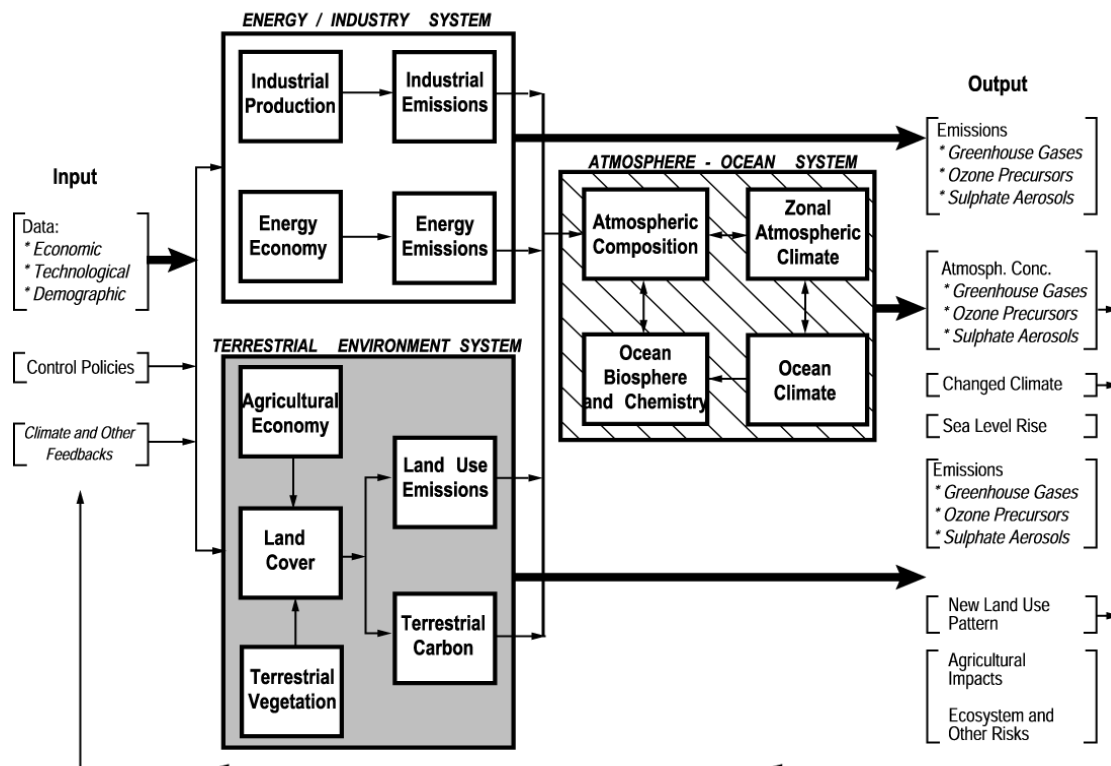 ENERGY / INDUSTRY SYSTEM
Industrial
Production
Industrial
Emissions
Energy
Economy
Energy
Emissions
Input
Data:
* Economic
* Technological
* Demographic
Control Policies
Climate and Other
Feedbacks
TERRESTRIAL ENVIRONMENT SYSTEM
Agricultural
Economy
Land
Cover
Terrestrial
Vegetation
Land Use
Emissions
Terrestrial
Carbon
ATMOSPHERE - OCEAN SYSTEM
Atmospheric
Composition
Zonal
Atmospheric
Climate
Ocean
Biosphere
and Chemistry
Ocean
Climate
Output
Emissions
* Greenhouse Gases
* Ozone Precursors
* Sulphate Aerosols
Atmosph. Conc.
* Greenhouse Gases
* Ozone Precursors
* Sulphate Aerosols
Changed Climate
Sea Level Rise
Emissions
* Greenhouse Gases
* Ozone Precursors
* Sulphate Aerosols
New Land Use
Pattern
Agricultural
Impacts
Ecosystem and
Other Risks